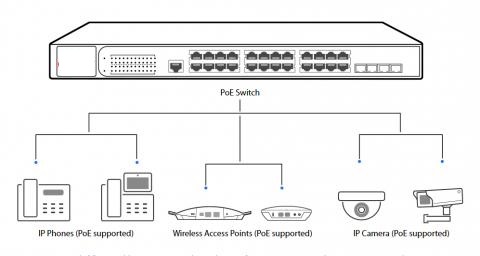 PoE Switch
IP Phones (PoE supported)
Wireless Access Points (PoE supported)
IP Camera (PoE supported)